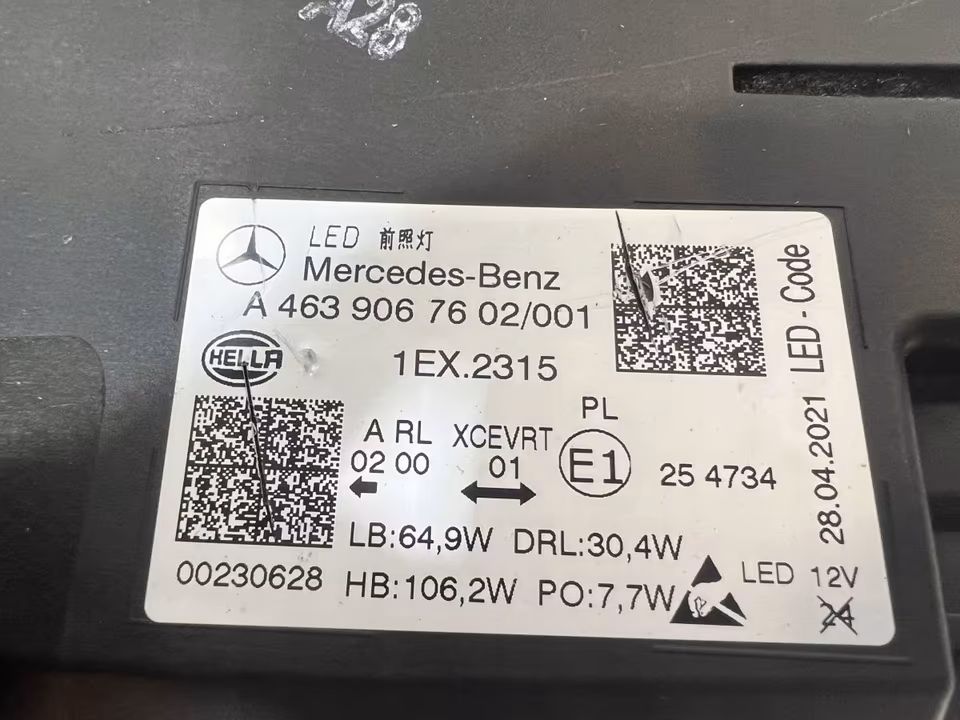 LED 前照灯
Mercedes-Benz
A 463 906 76 02/001
HELLA
1EX.2315
PL
A RL XCEVRT
02 00 01
E1
25 4734
LB:64,9W DRL:30,4W
00230628 HB:106,2W PO:7,7W
LED 12V
24
28.04.2021 LED - Code